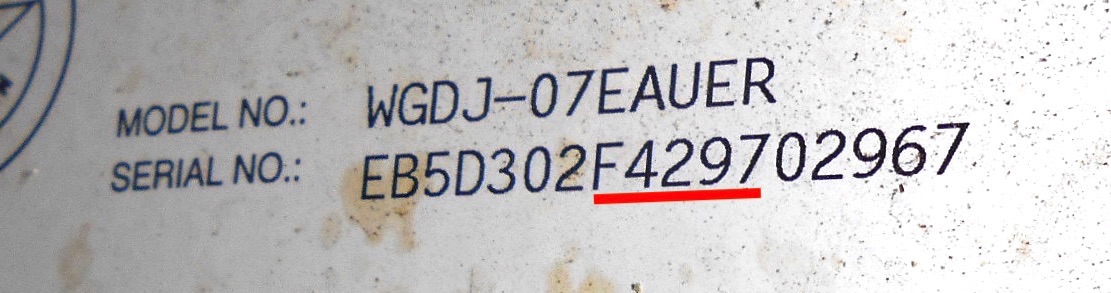 MODEL NO.: WGDJ-07EAUER
SERIAL NO.: EB5D302F429702967